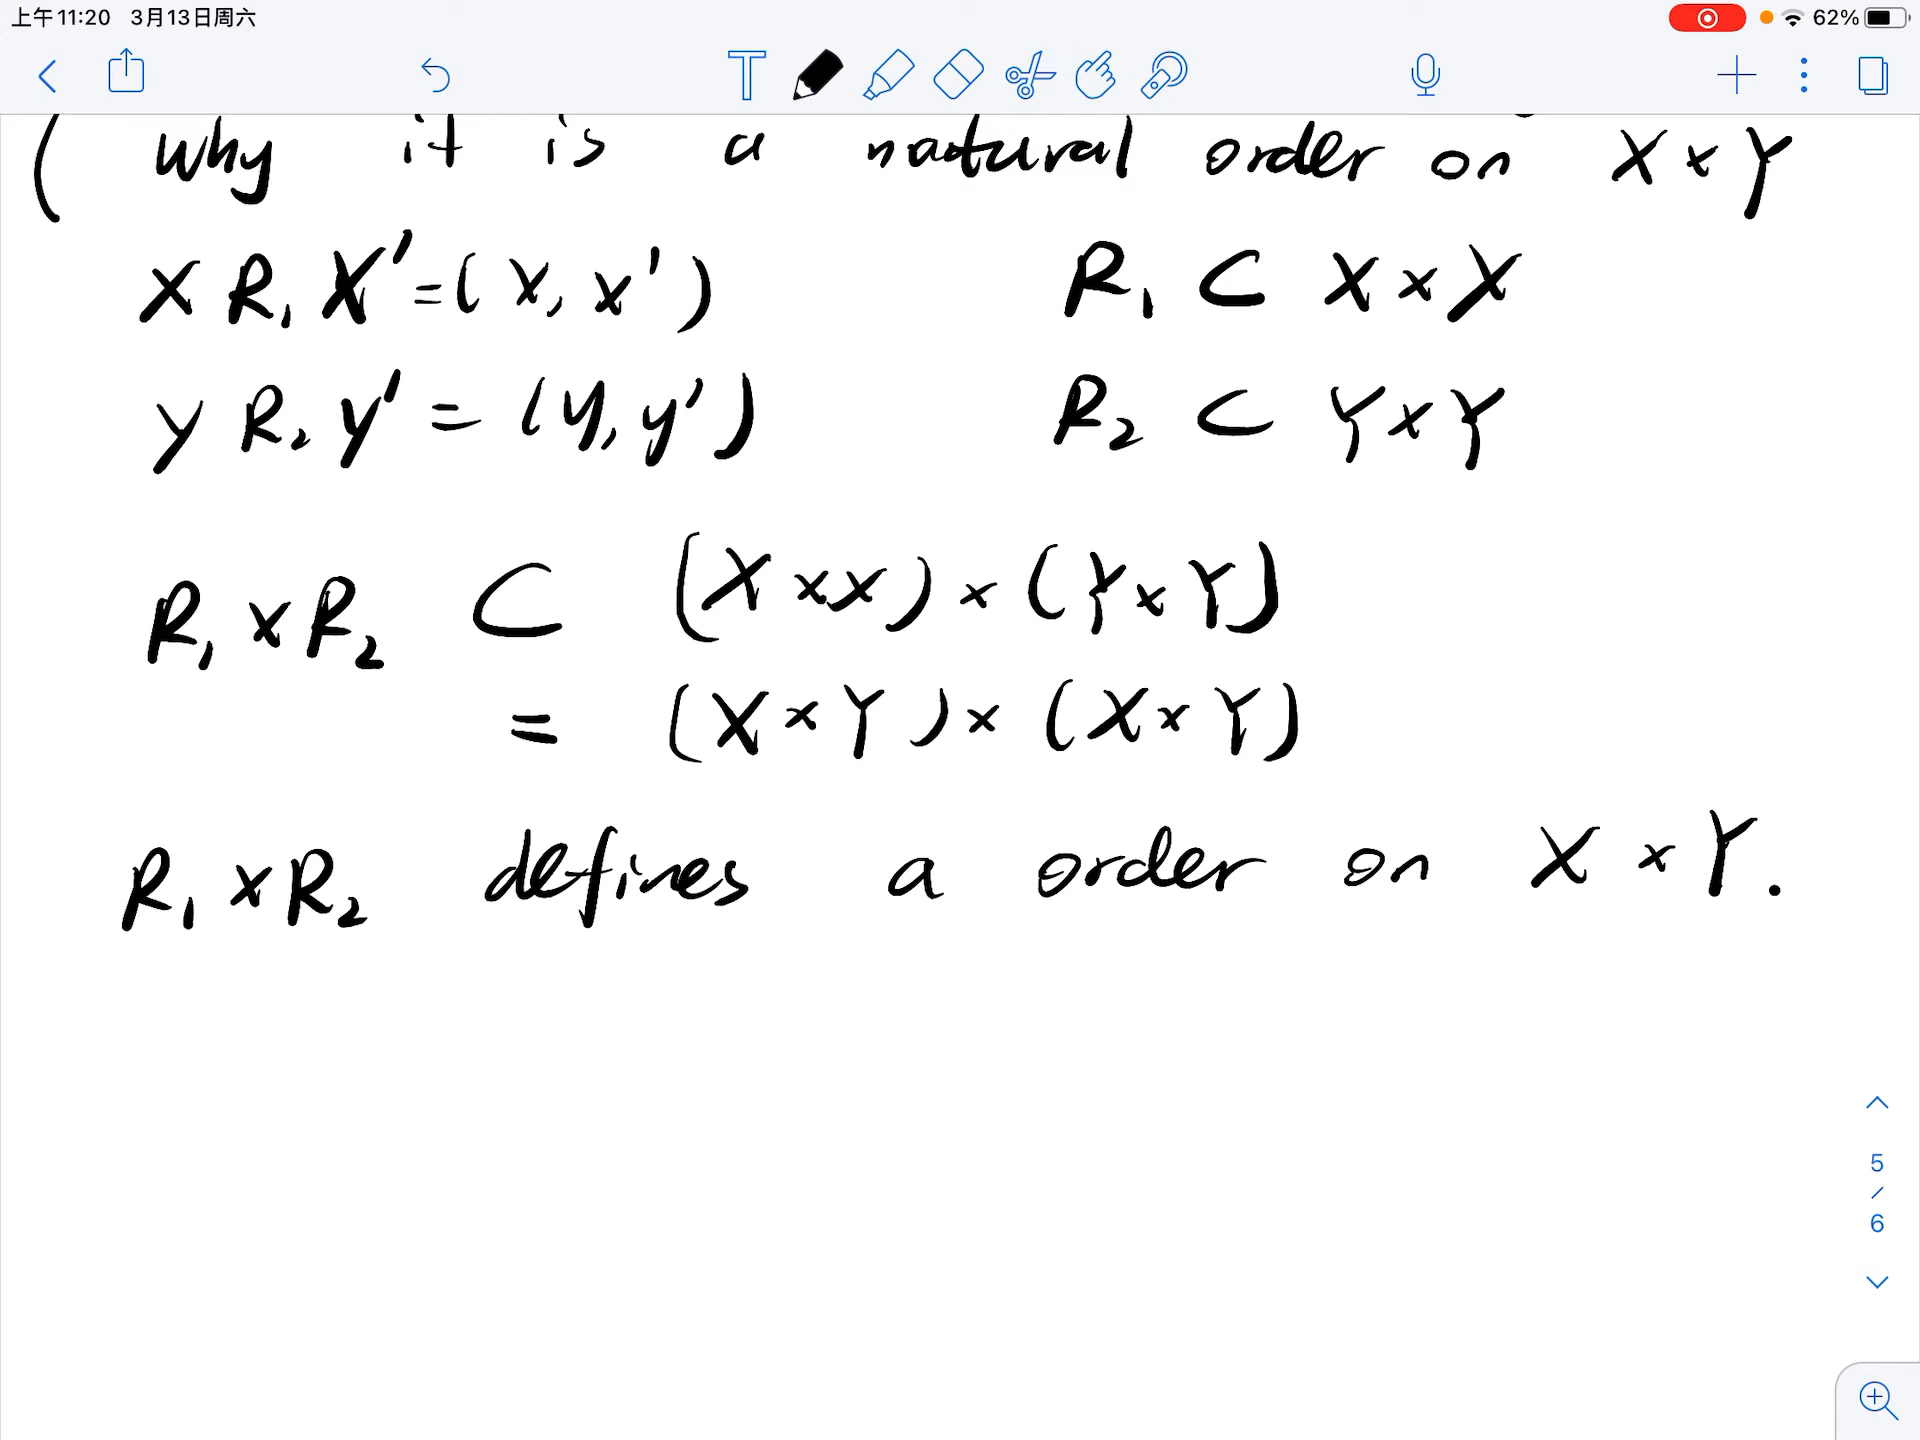 上午11:20 3月13日周六 62%
T
( why it is a natural order on X × Y
x R₁ x' = (x, x') R₁ ⊂ X × X
y R₂ y' = (y, y') R₂ ⊂ Y × Y
R₁ × R₂ ⊂ (X × X) × (Y × Y)
= (X × Y) × (X × Y)
R₁ × R₂ defines a order on X × Y.
5
/
6